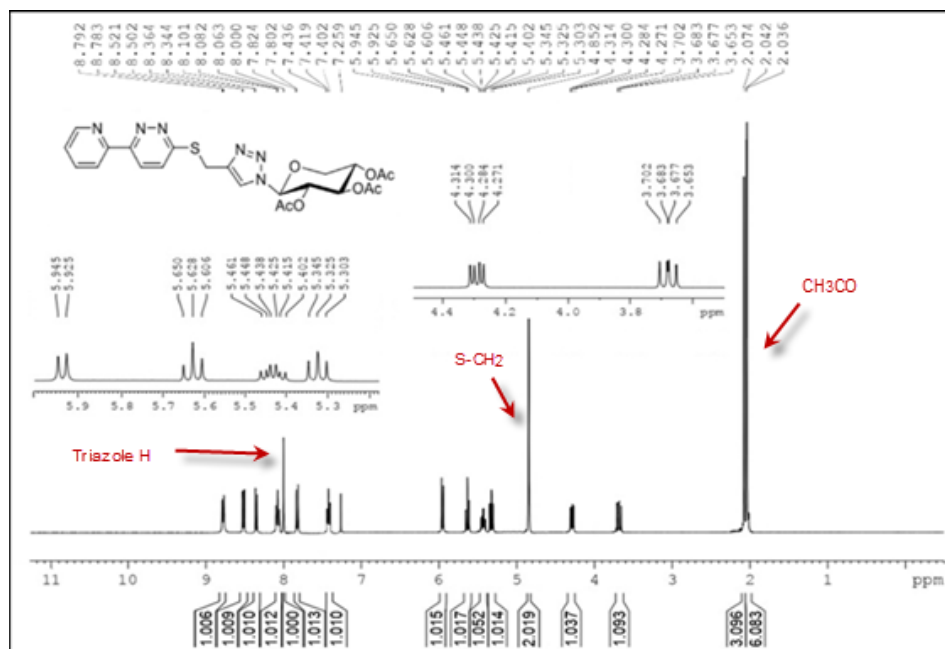 8.792 8.783 8.521 8.502 8.364 8.344 8.101 8.082 8.063 8.000 7.824 7.802 7.436 7.419 7.402 7.259 5.945 5.925 5.650 5.628 5.606 5.461 5.448 5.438 5.425 5.415 5.402 5.345 5.325 5.303 4.852 4.314 4.300 4.284 4.271 3.702 3.683 3.677 3.653 2.074 2.042 2.036
N N N S N N N O OAc OAc AcO
4.314 4.300 4.284 4.271 3.702 3.683 3.677 3.653
4.4 4.2 4.0 3.8 ppm
5.945 5.925 5.650 5.628 5.606 5.461 5.448 5.438 5.425 5.415 5.402 5.345 5.325 5.303
5.9 5.8 5.7 5.6 5.5 5.4 5.3 ppm
CH3CO
S-CH2
Triazole H
11 10 9 8 7 6 5 4 3 2 1 ppm
1.006 1.009 1.010 1.012 1.000 1.013 1.010 1.015 1.017 1.052 1.014 2.019 1.037 1.093 3.096 6.083